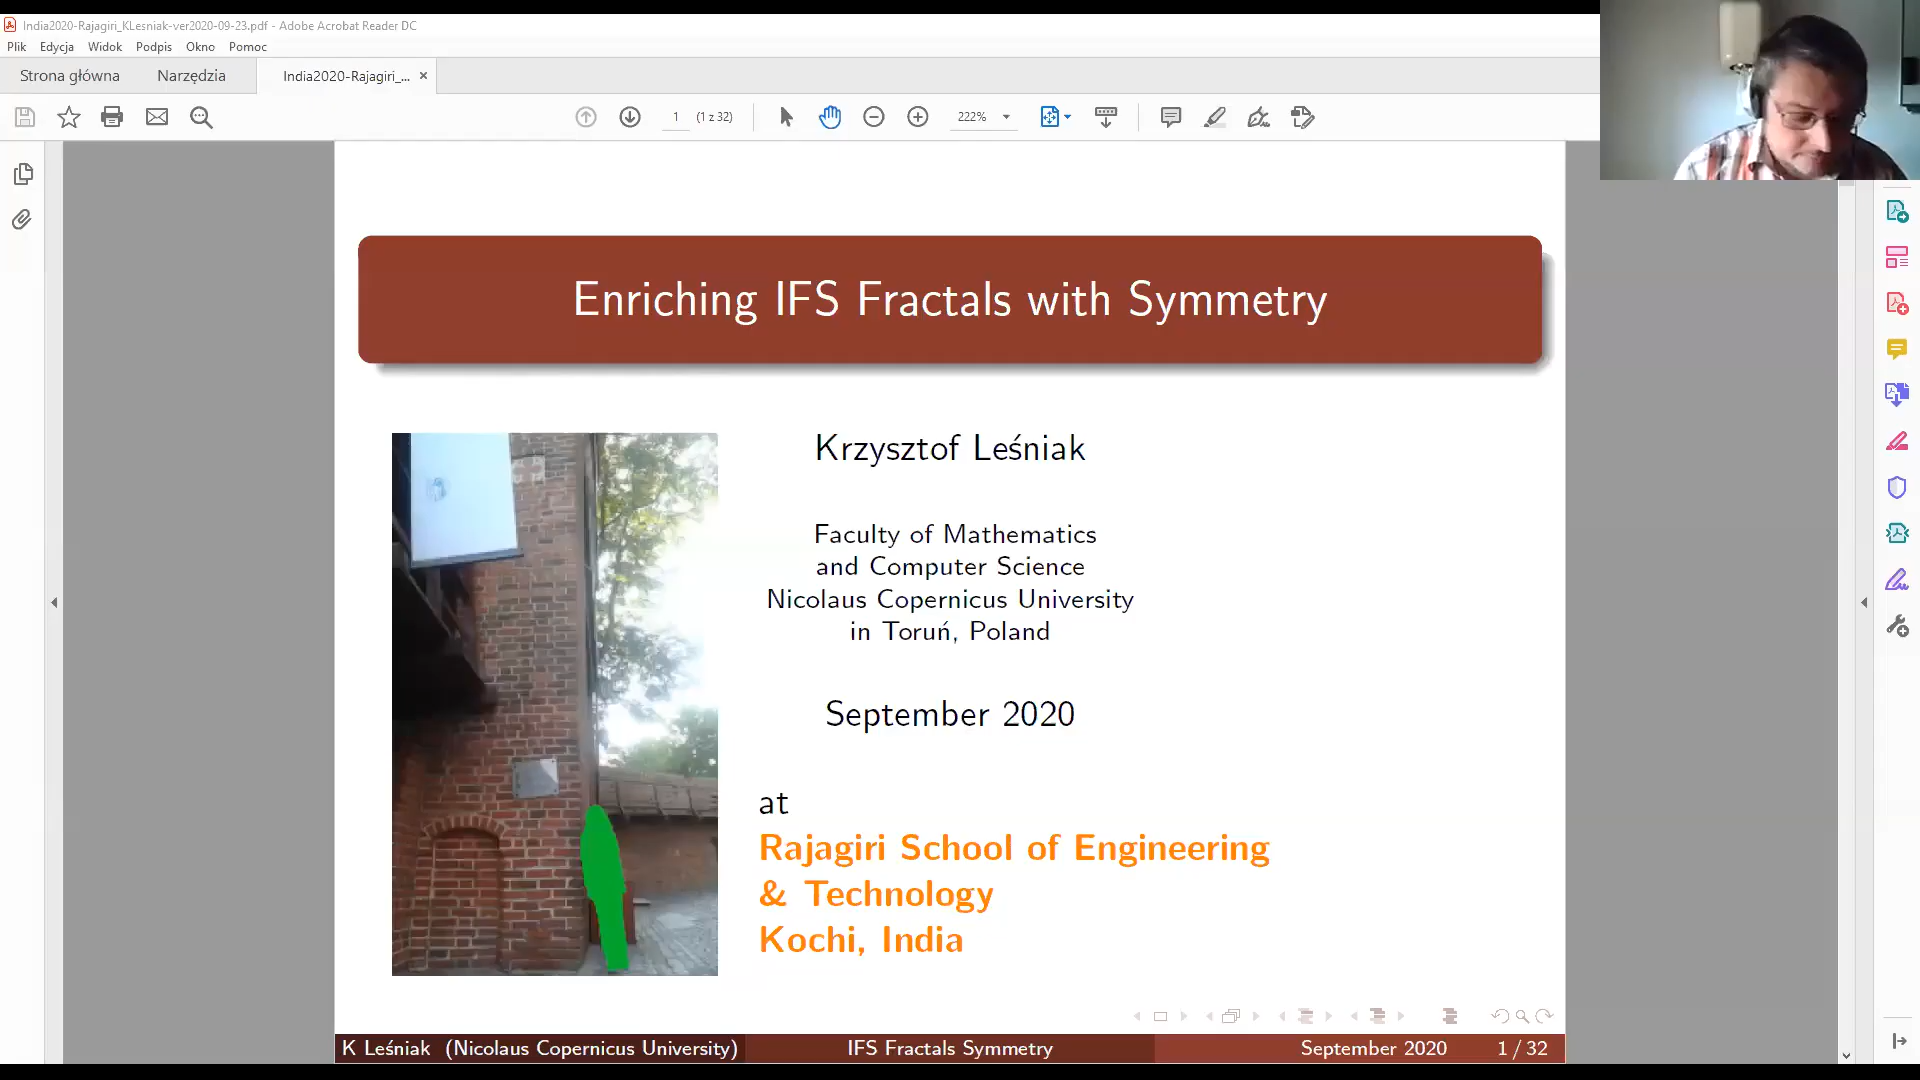 India2020-Rajagiri_KLesniak-ver2020-09-23.pdf - Adobe Acrobat Reader DC
Plik Edycja Widok Podpis Okno Pomoc
Strona główna Narzędzia India2020-Rajagiri_... ×
1 (1 z 32) 222%
Enriching IFS Fractals with Symmetry
Krzysztof Leśniak
Faculty of Mathematics
and Computer Science
Nicolaus Copernicus University
in Toruń, Poland
September 2020
at
Rajagiri School of Engineering
& Technology
Kochi, India
K Leśniak (Nicolaus Copernicus University) IFS Fractals Symmetry September 2020 1 / 32